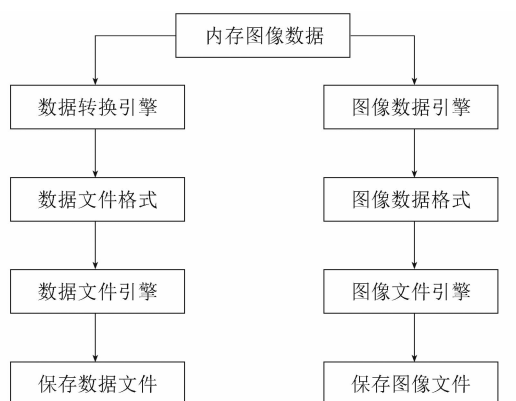 内存图像数据
数据转换引擎
图像数据引擎
数据文件格式
图像数据格式
数据文件引擎
图像文件引擎
保存数据文件
保存图像文件